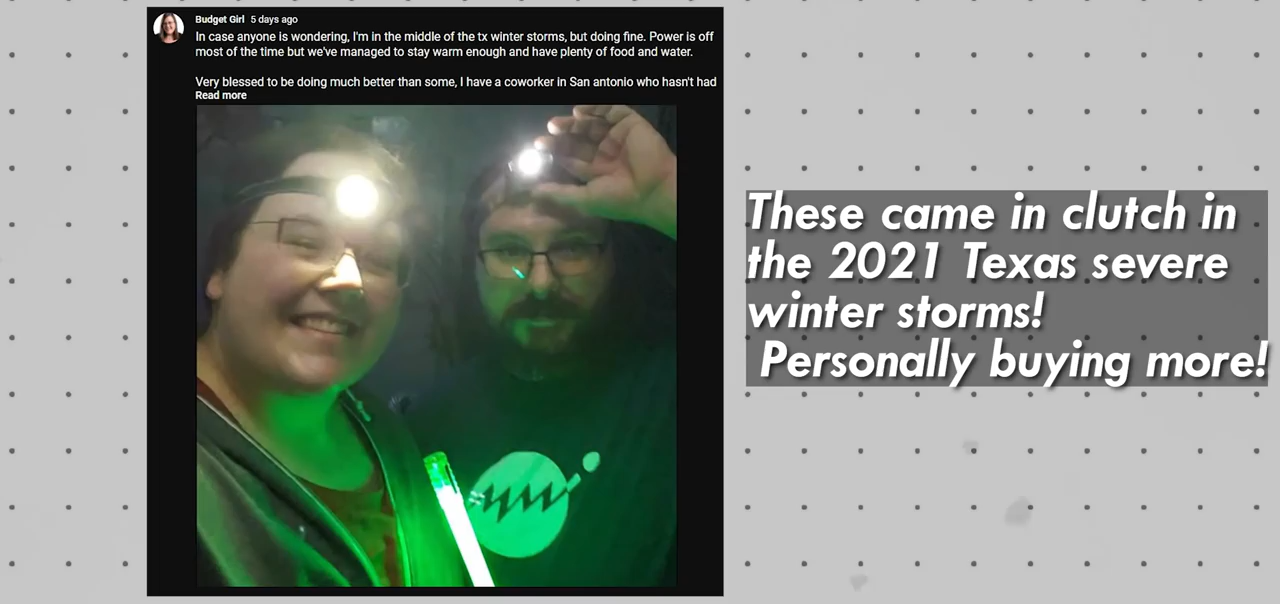 Budget Girl 5 days ago
In case anyone is wondering, I'm in the middle of the tx winter storms, but doing fine. Power is off
most of the time but we've managed to stay warm enough and have plenty of food and water.
Very blessed to be doing much better than some, I have a coworker in San antonio who hasn't had
Read more
These came in clutch in
the 2021 Texas severe
winter storms!
Personally buying more!